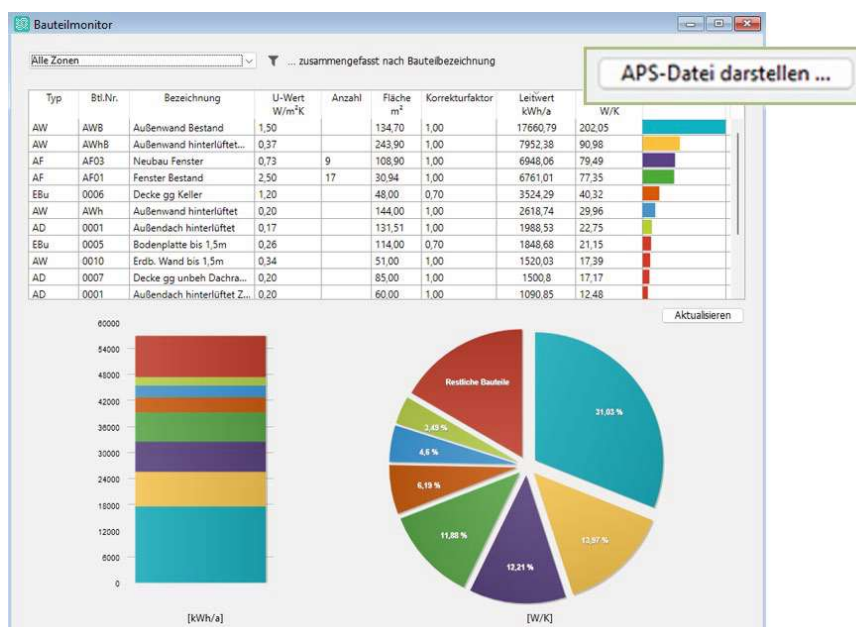 Bauteilmonitor
Alle Zonen
... zusammengefasst nach Bauteilbezeichnung
APS-Datei darstellen ...
Typ Btl.Nr. Bezeichnung U-Wert W/m²K Anzahl Fläche m² Korrekturfaktor Leitwert kWh/a W/K
AW AWB Außenwand Bestand 1,50 134,70 1,00 17660,79 202,05
AW AWhB Außenwand hinterlüftet... 0,37 243,90 1,00 7952,38 90,98
AF AF03 Neubau Fenster 0,73 9 108,90 1,00 6948,06 79,49
AF AF01 Fenster Bestand 2,50 17 30,94 1,00 6761,01 77,35
EBu 0006 Decke gg Keller 1,20 48,00 0,70 3524,29 40,32
AW AWh Außenwand hinterlüftet 0,20 144,00 1,00 2618,74 29,96
AD 0001 Außendach hinterlüftet 0,17 131,51 1,00 1988,53 22,75
EBu 0005 Bodenplatte bis 1,5m 0,26 114,00 0,70 1848,68 21,15
AW 0010 Erdb. Wand bis 1,5m 0,34 51,00 1,00 1520,03 17,39
AD 0007 Decke gg unbeh Dachra... 0,20 85,00 1,00 1500,8 17,17
AD 0001 Außendach hinterlüftet Z... 0,20 60,00 1,00 1090,85 12,48
Aktualisieren
60000
54000
48000
42000
36000
30000
24000
18000
12000
6000
0
[kWh/a]
Restliche Bauteile
31,03 %
3,49 %
4,6 %
6,19 %
11,88 %
12,21 %
13,97 %
[W/K]